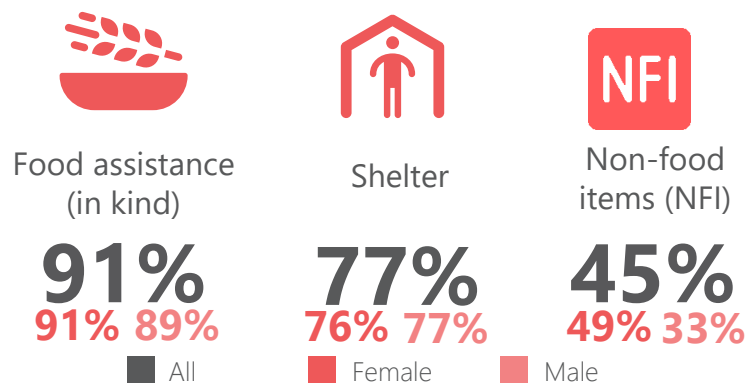 NFI
Food assistance
(in kind)
Shelter
Non-food
items (NFI)
91%
91% 89%
77%
76% 77%
45%
49% 33%
All
Female
Male